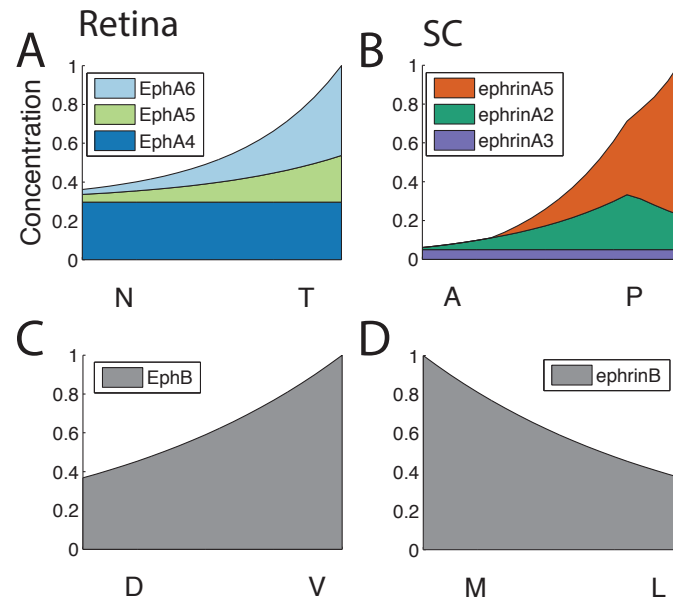 Retina
SC
A
B
1
0.8
0.6
0.4
0.2
0
Concentration
EphA6
EphA5
EphA4
N
T
1
0.8
0.6
0.4
0.2
0
ephrinA5
ephrinA2
ephrinA3
A
P
C
D
1
0.8
0.6
0.4
0.2
0
EphB
D
V
1
0.8
0.6
0.4
0.2
0
ephrinB
M
L